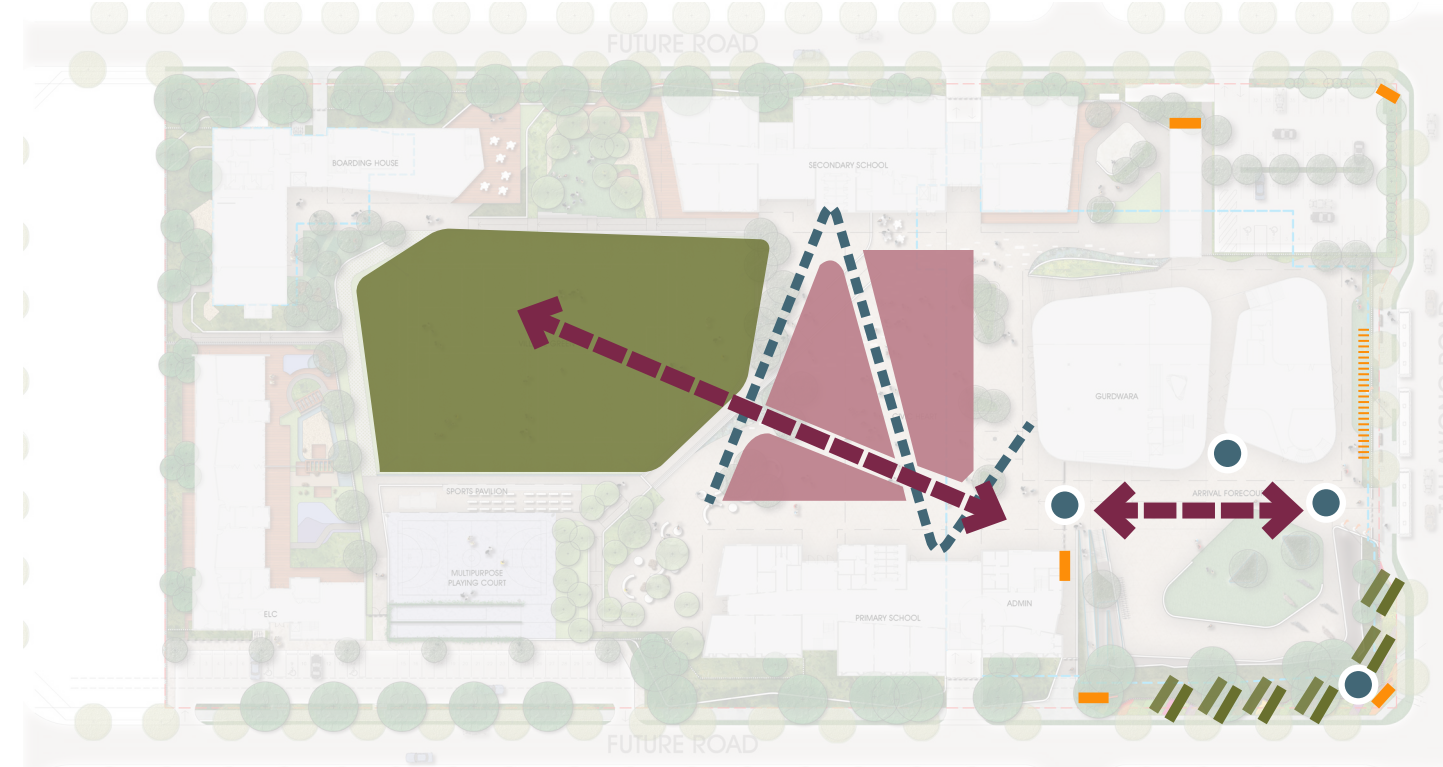 FUTURE ROAD
BOARDING HOUSE
SECONDARY SCHOOL
GURDWARA
SPORTS PAVILION
ARRIVAL
MULTIPURPOSE
PLAYING COURT
ADMIN
ELC
PRIMARY SCHOOL
FUTURE ROAD